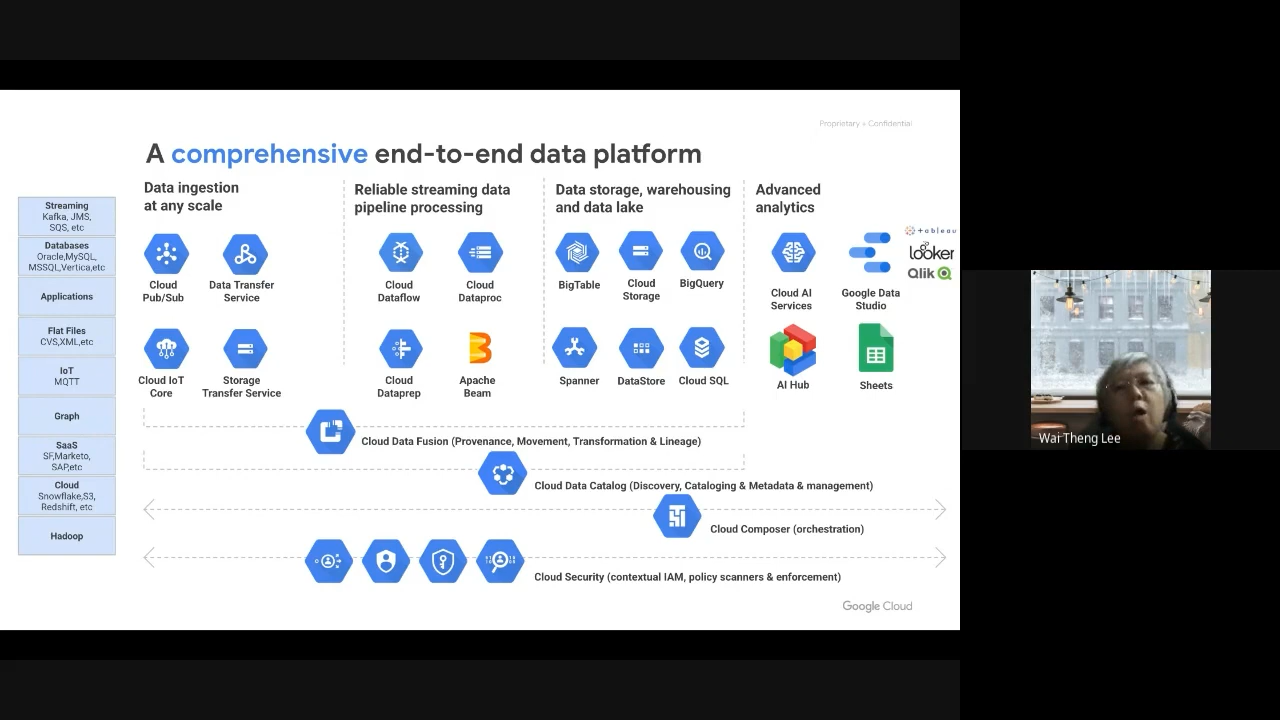 Proprietary + Confidential
A comprehensive end-to-end data platform
Data ingestion
at any scale
Reliable streaming data
pipeline processing
Data storage, warehousing
and data lake
Advanced
analytics
Streaming
Kafka, JMS,
SQS, etc
Databases
Oracle,MySQL,
MSSQL,Vertica,etc
Applications
Flat Files
CVS,XML,etc
IoT
MQTT
Graph
SaaS
SF,Marketo,
SAP,etc
Cloud
Snowflake,S3,
Redshift, etc
Hadoop
Cloud
Pub/Sub
Data Transfer
Service
Cloud IoT
Core
Storage
Transfer Service
Cloud
Dataflow
Cloud
Dataproc
Cloud
Dataprep
Apache
Beam
BigTable
Cloud
Storage
BigQuery
Spanner
DataStore
Cloud SQL
Cloud AI
Services
Google Data
Studio
+ableau
looker
Qlik
AI Hub
Sheets
Cloud Data Fusion (Provenance, Movement, Transformation & Lineage)
Cloud Data Catalog (Discovery, Cataloging & Metadata & management)
Cloud Composer (orchestration)
Cloud Security (contextual IAM, policy scanners & enforcement)
Google Cloud
Wai Theng Lee